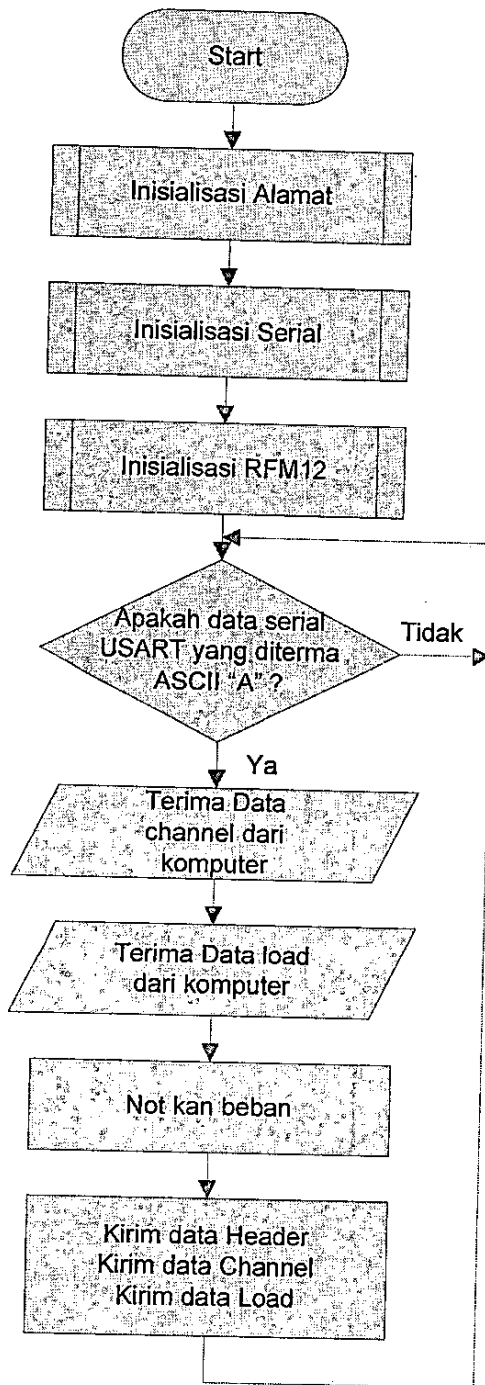 Start
Inisialisasi Alamat
Inisialisasi Serial
Inisialisasi RFM12
Apakah data serial
USART yang diterma
ASCII "A" ?
Tidak
Ya
Terima Data
channel dari
komputer
Terima Data load
dari komputer
Not kan beban
Kirim data Header
Kirim data Channel
Kirim data Load